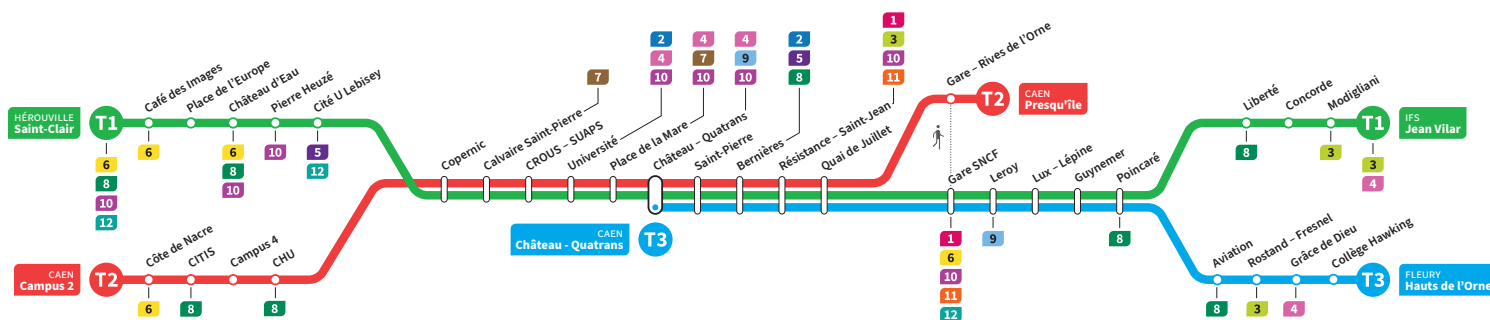 HÉROUVILLE
Saint-Clair
T1
6
8
10
12
Café des Images
6
Place de l'Europe
Château d'Eau
6
8
10
Pierre Heuzé
10
Cité U Lebisey
5
12
CAEN
Campus 2
T2
Côte de Nacre
6
CITIS
8
Campus 4
CHU
8
Copernic
Calvaire Saint-Pierre
7
CROUS – SUAPS
Université
2
4
10
Place de la Mare
4
7
10
Château – Quatrans
4
9
10
CAEN
Château - Quatrans
T3
Saint-Pierre
Bernières
2
5
8
Résistance – Saint-Jean
1
3
10
11
Quai de Juillet
Gare – Rives de l'Orne
T2
CAEN
Presqu'île
Gare SNCF
1
6
10
11
12
Leroy
9
Lux – Lépine
Guynemer
Poincaré
8
Liberté
8
Concorde
Modigliani
3
T1
IFS
Jean Vilar
3
4
Aviation
8
Rostand – Fresnel
3
Grâce de Dieu
4
Collège Hawking
T3
FLEURY
Hauts de l'Orne